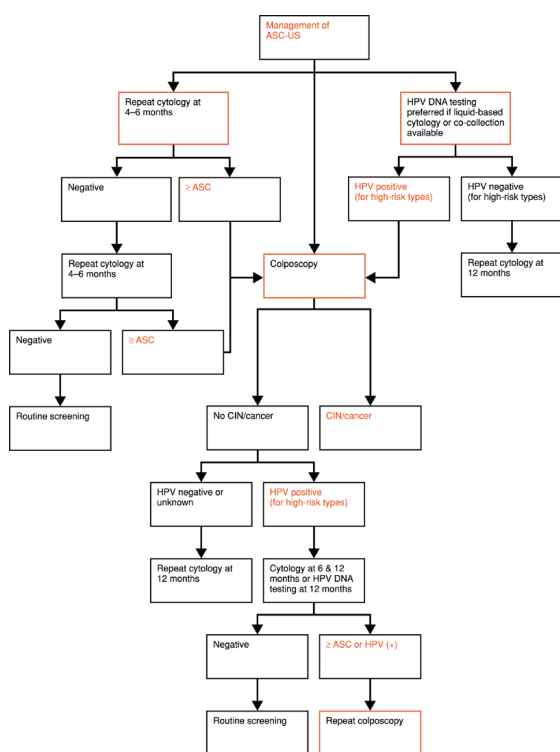 Management of
ASC-US
Repeat cytology at
4–6 months
HPV DNA testing
preferred if liquid-based
cytology or co-collection
available
Negative
≥ ASC
HPV positive
(for high-risk types)
HPV negative
(for high-risk types)
Repeat cytology at
4–6 months
Colposcopy
Repeat cytology at
12 months
Negative
≥ ASC
Routine screening
No CIN/cancer
CIN/cancer
HPV negative or
unknown
HPV positive
(for high-risk types)
Repeat cytology at
12 months
Cytology at 6 & 12
months or HPV DNA
testing at 12 months
Negative
≥ ASC or HPV (+)
Routine screening
Repeat colposcopy